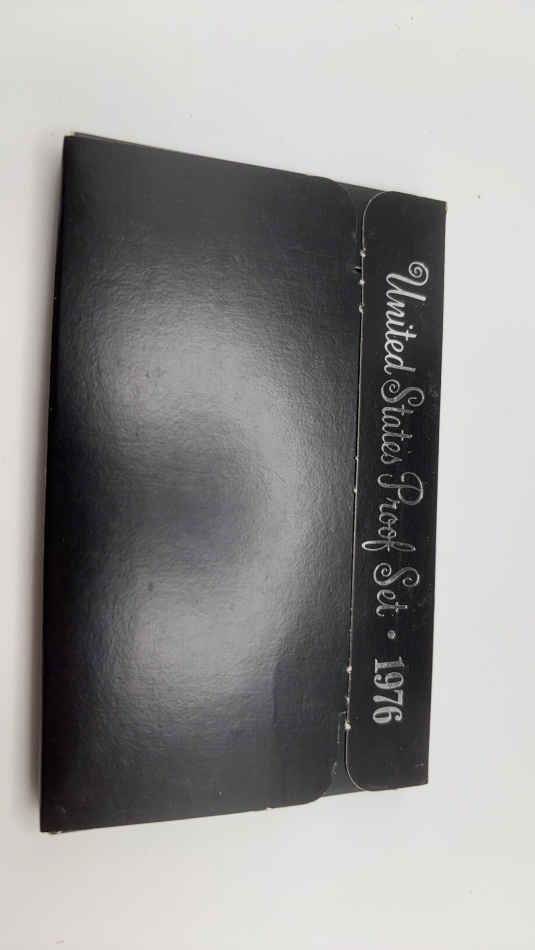 United States Proof Set • 1976